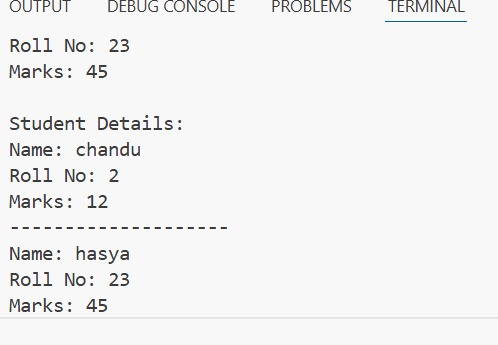 OUTPUT DEBUG CONSOLE PROBLEMS TERMINAL
Roll No: 23
Marks: 45
Student Details:
Name: chandu
Roll No: 2
Marks: 12
--------------------
Name: hasya
Roll No: 23
Marks: 45